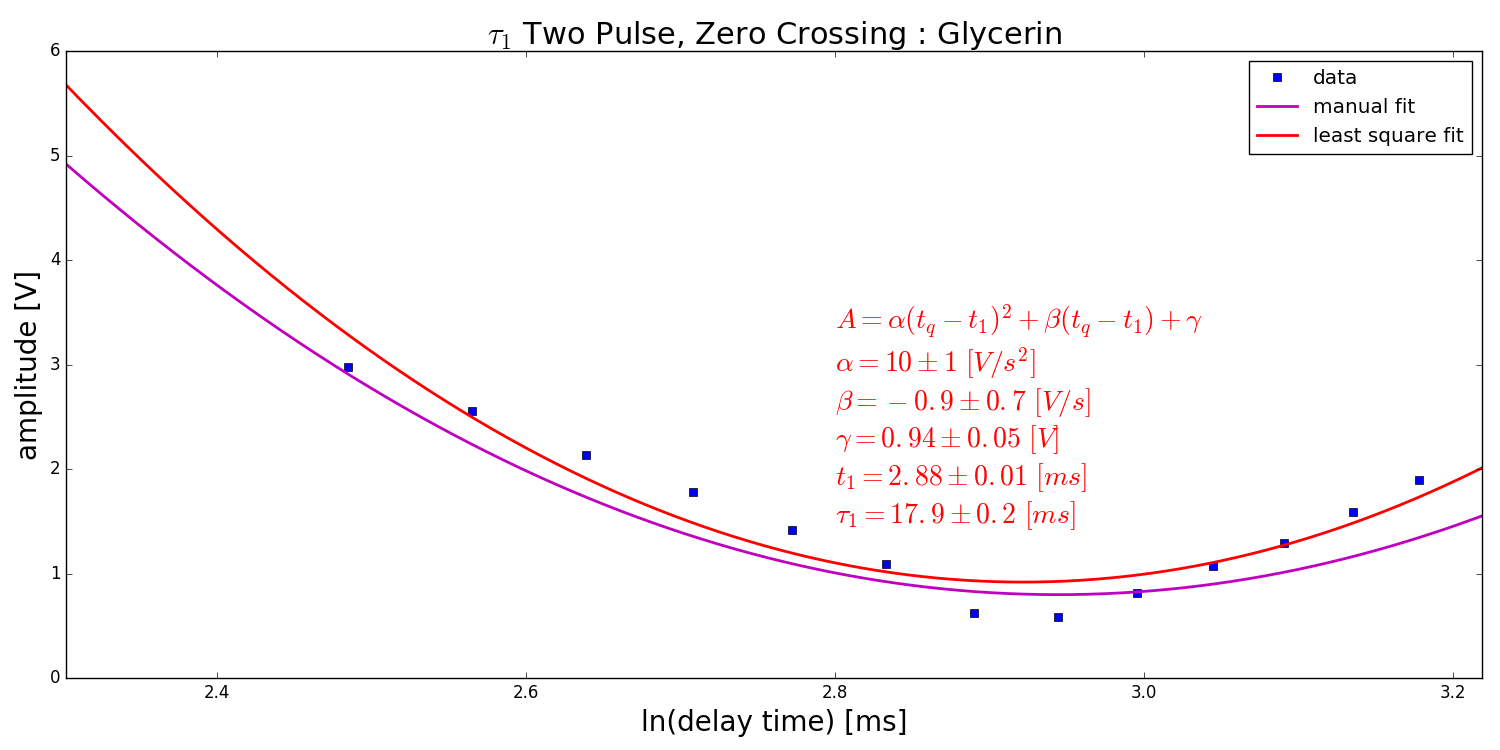 τ₁ Two Pulse, Zero Crossing : Glycerin
6
5
4
3
2
1
0
amplitude [V]
data
manual fit
least square fit
A = α(t_q − t₁)² + β(t_q − t₁) + γ
α = 10 ± 1 [V/s²]
β = −0.9 ± 0.7 [V/s]
γ = 0.94 ± 0.05 [V]
t₁ = 2.88 ± 0.01 [ms]
τ₁ = 17.9 ± 0.2 [ms]
2.4 2.6 2.8 3.0 3.2
ln(delay time) [ms]